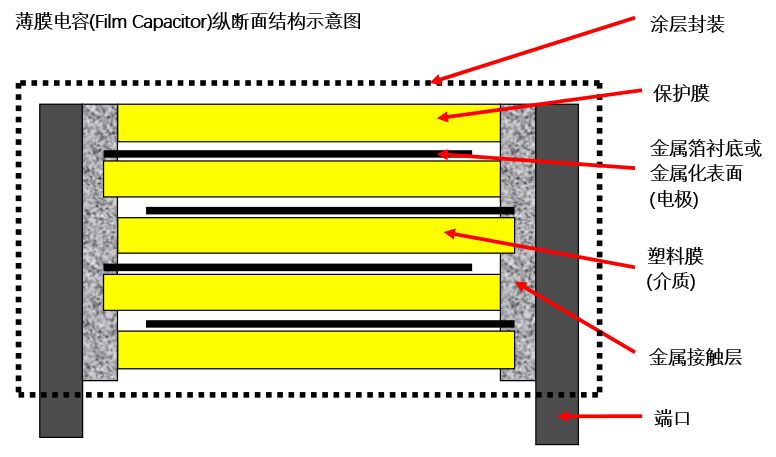 薄膜电容(Film Capacitor)纵断面结构示意图
涂层封装
保护膜
金属箔衬底或
金属化表面
(电极)
塑料膜
(介质)
金属接触层
端口